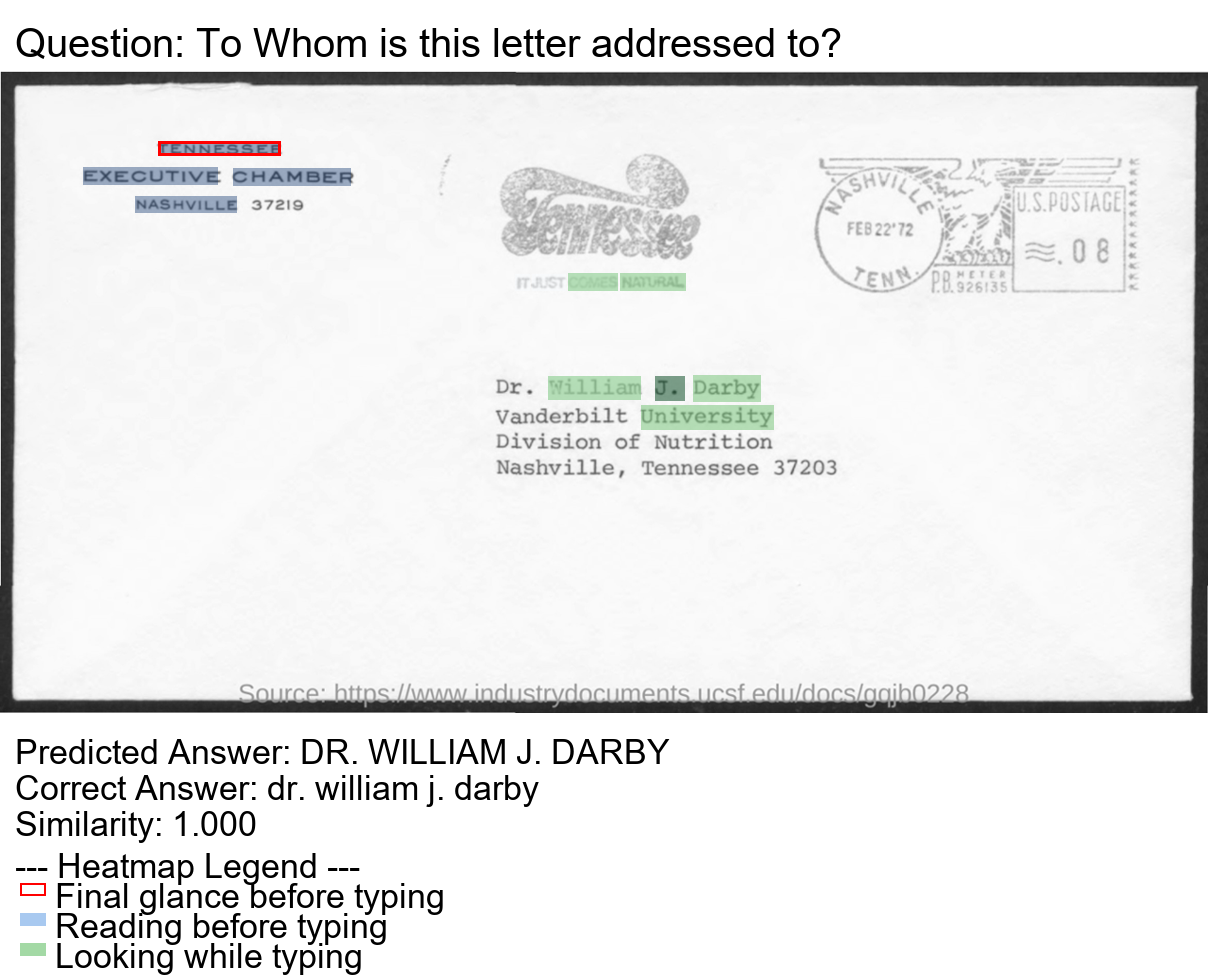 Question: To Whom is this letter addressed to?
TENNESSEE
EXECUTIVE CHAMBER
NASHVILLE 37219
Tennessee
IT JUST COMES NATURAL
NASHVILLE
FEB 22'72
TENN.
P.B. METER
926135
U.S.POSTAGE
.08
Dr. William J. Darby
Vanderbilt University
Division of Nutrition
Nashville, Tennessee 37203
Source: https://www.industrydocuments.ucsf.edu/docs/gqjb0228
Predicted Answer: DR. WILLIAM J. DARBY
Correct Answer: dr. william j. darby
Similarity: 1.000
--- Heatmap Legend ---
Final glance before typing
Reading before typing
Looking while typing